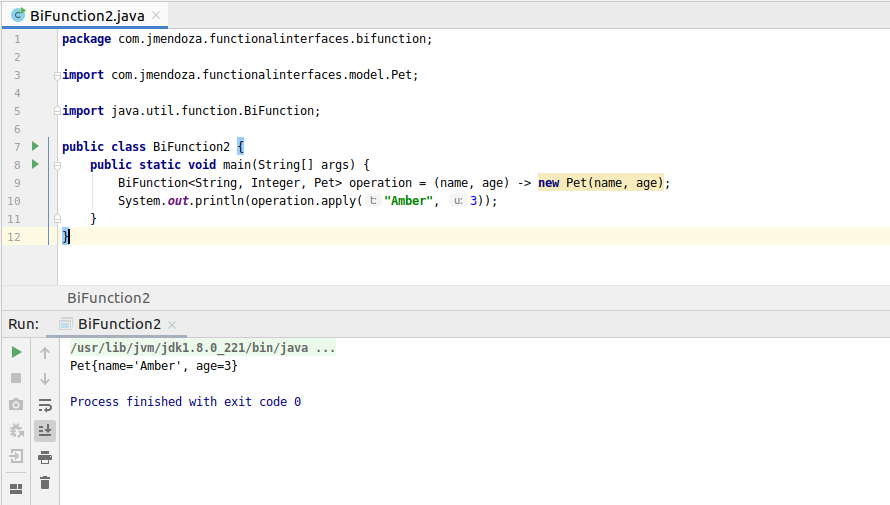 BiFunction2.java
1 package com.jmendoza.functionalinterfaces.bifunction;
2
3 import com.jmendoza.functionalinterfaces.model.Pet;
4
5 import java.util.function.BiFunction;
6
7 public class BiFunction2 {
8 public static void main(String[] args) {
9 BiFunction<String, Integer, Pet> operation = (name, age) -> new Pet(name, age);
10 System.out.println(operation.apply( t: "Amber", u: 3));
11 }
12 }
BiFunction2
Run: BiFunction2
/usr/lib/jvm/jdk1.8.0_221/bin/java ...
Pet{name='Amber', age=3}
Process finished with exit code 0